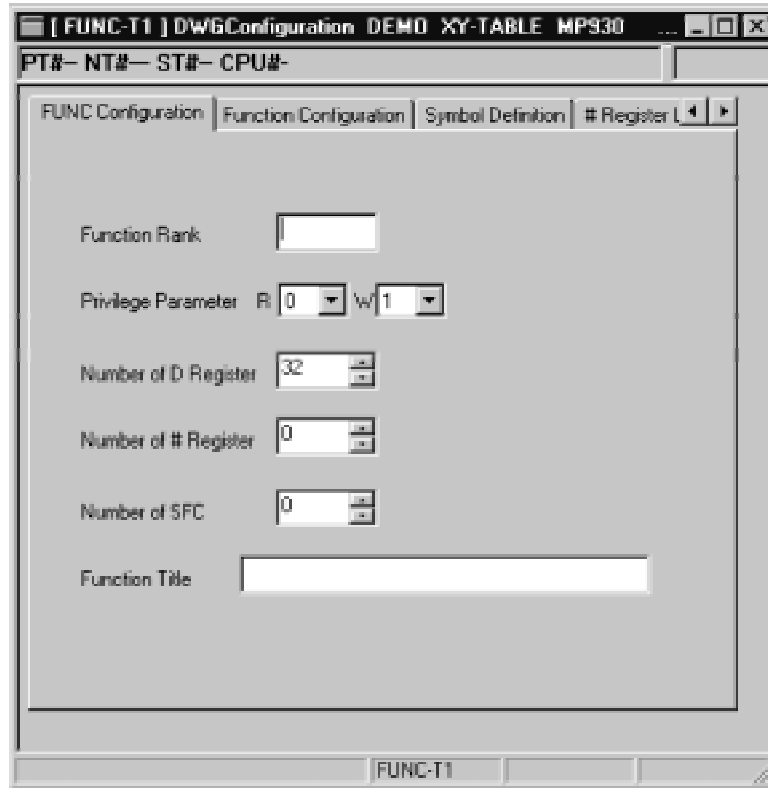 [ FUNC-T1 ] DWGConfiguration DEMO XY-TABLE MP930 ...
PT#– NT#— ST#– CPU#-
FUNC Configuration Function Configuration Symbol Definition # Register L
Function Rank
Privilege Parameter R 0 W 1
Number of D Register 32
Number of # Register 0
Number of SFC 0
Function Title
FUNC-T1